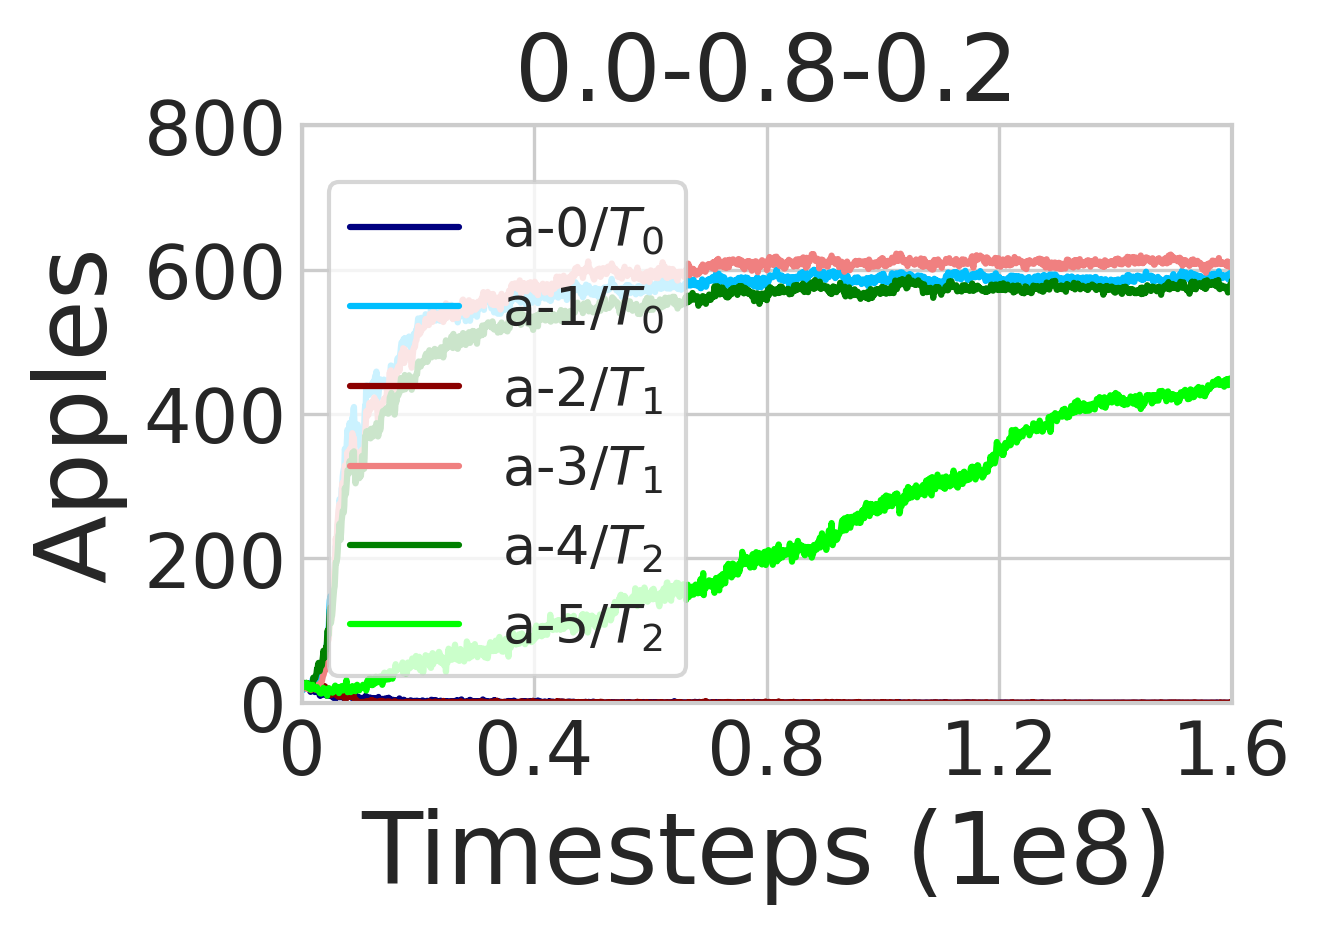 0.0-0.8-0.2
800
600
400
200
0
Apples
a-0/T₀
a-1/T₀
a-2/T₁
a-3/T₁
a-4/T₂
a-5/T₂
0 0.4 0.8 1.2 1.6
Timesteps (1e8)